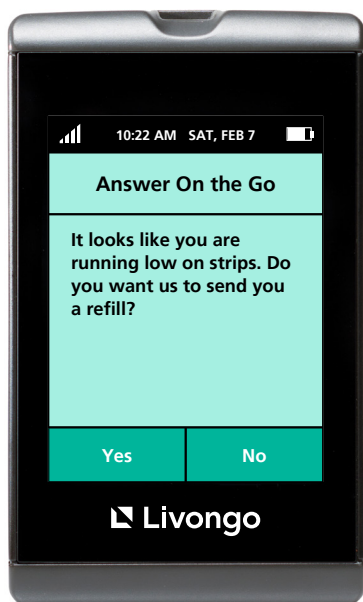 10:22 AM SAT, FEB 7
Answer On the Go
It looks like you are
running low on strips. Do
you want us to send you
a refill?
Yes No
Livongo